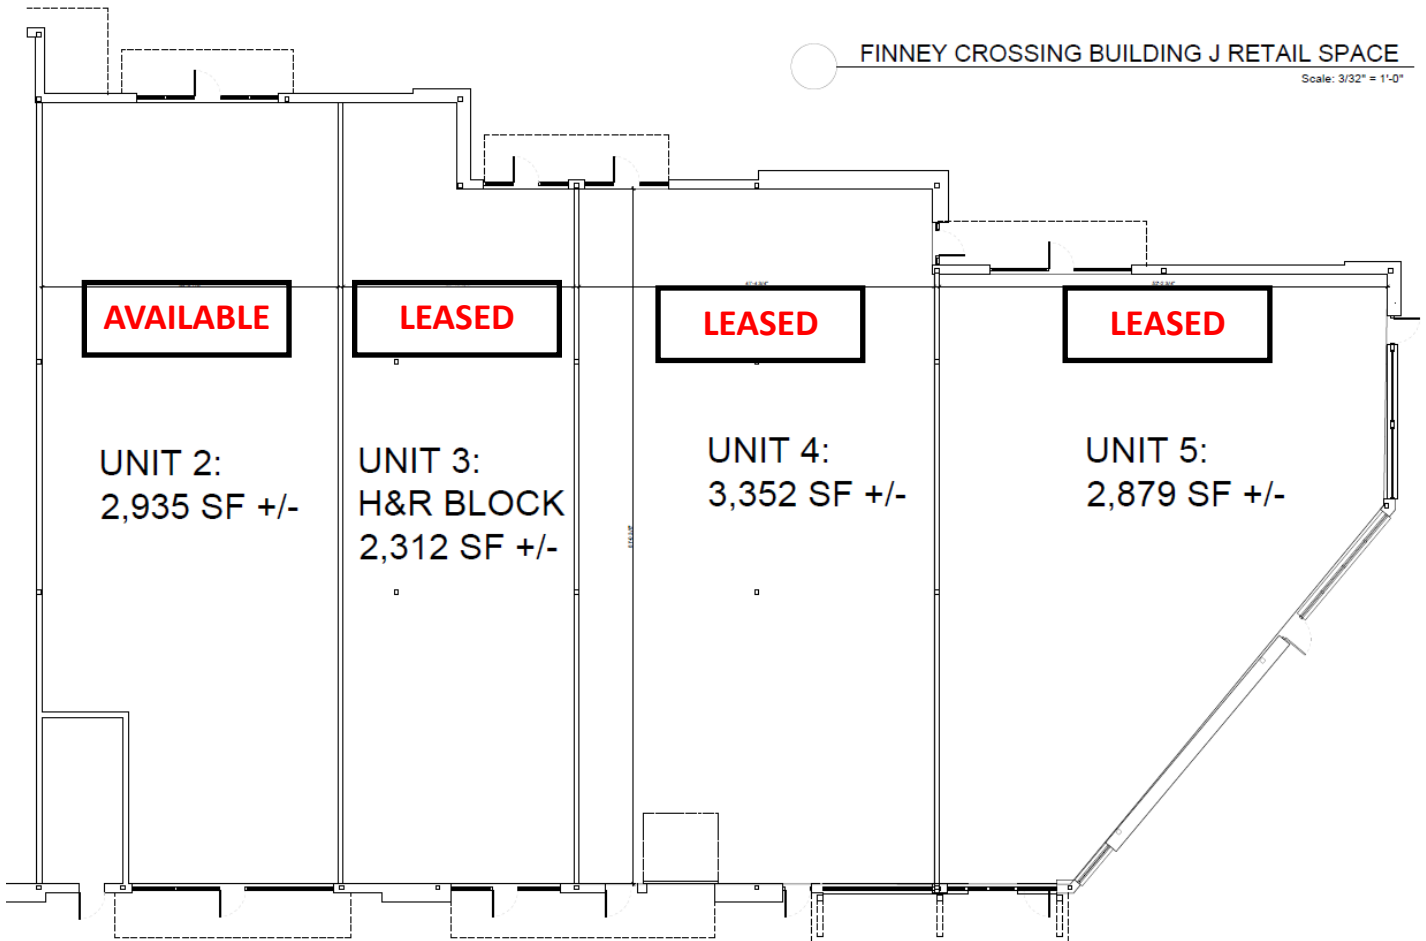 FINNEY CROSSING BUILDING J RETAIL SPACE
Scale: 3/32" = 1'-0"
AVAILABLE
LEASED
LEASED
LEASED
UNIT 2:
2,935 SF +/-
UNIT 3:
H&R BLOCK
2,312 SF +/-
UNIT 4:
3,352 SF +/-
UNIT 5:
2,879 SF +/-